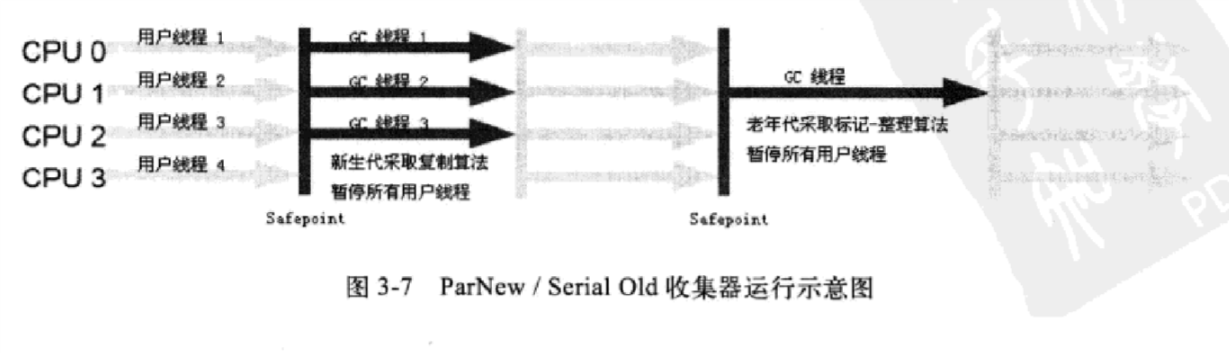 CPU 0
用户线程 1
GC 线程 1
CPU 1
用户线程 2
GC 线程 2
GC 线程
CPU 2
用户线程 3
GC 线程 3
老年代采取标记-整理算法
暂停所有用户线程
CPU 3
用户线程 4
新生代采取复制算法
暂停所有用户线程
Safepoint
Safepoint
图 3-7 ParNew / Serial Old 收集器运行示意图
PD